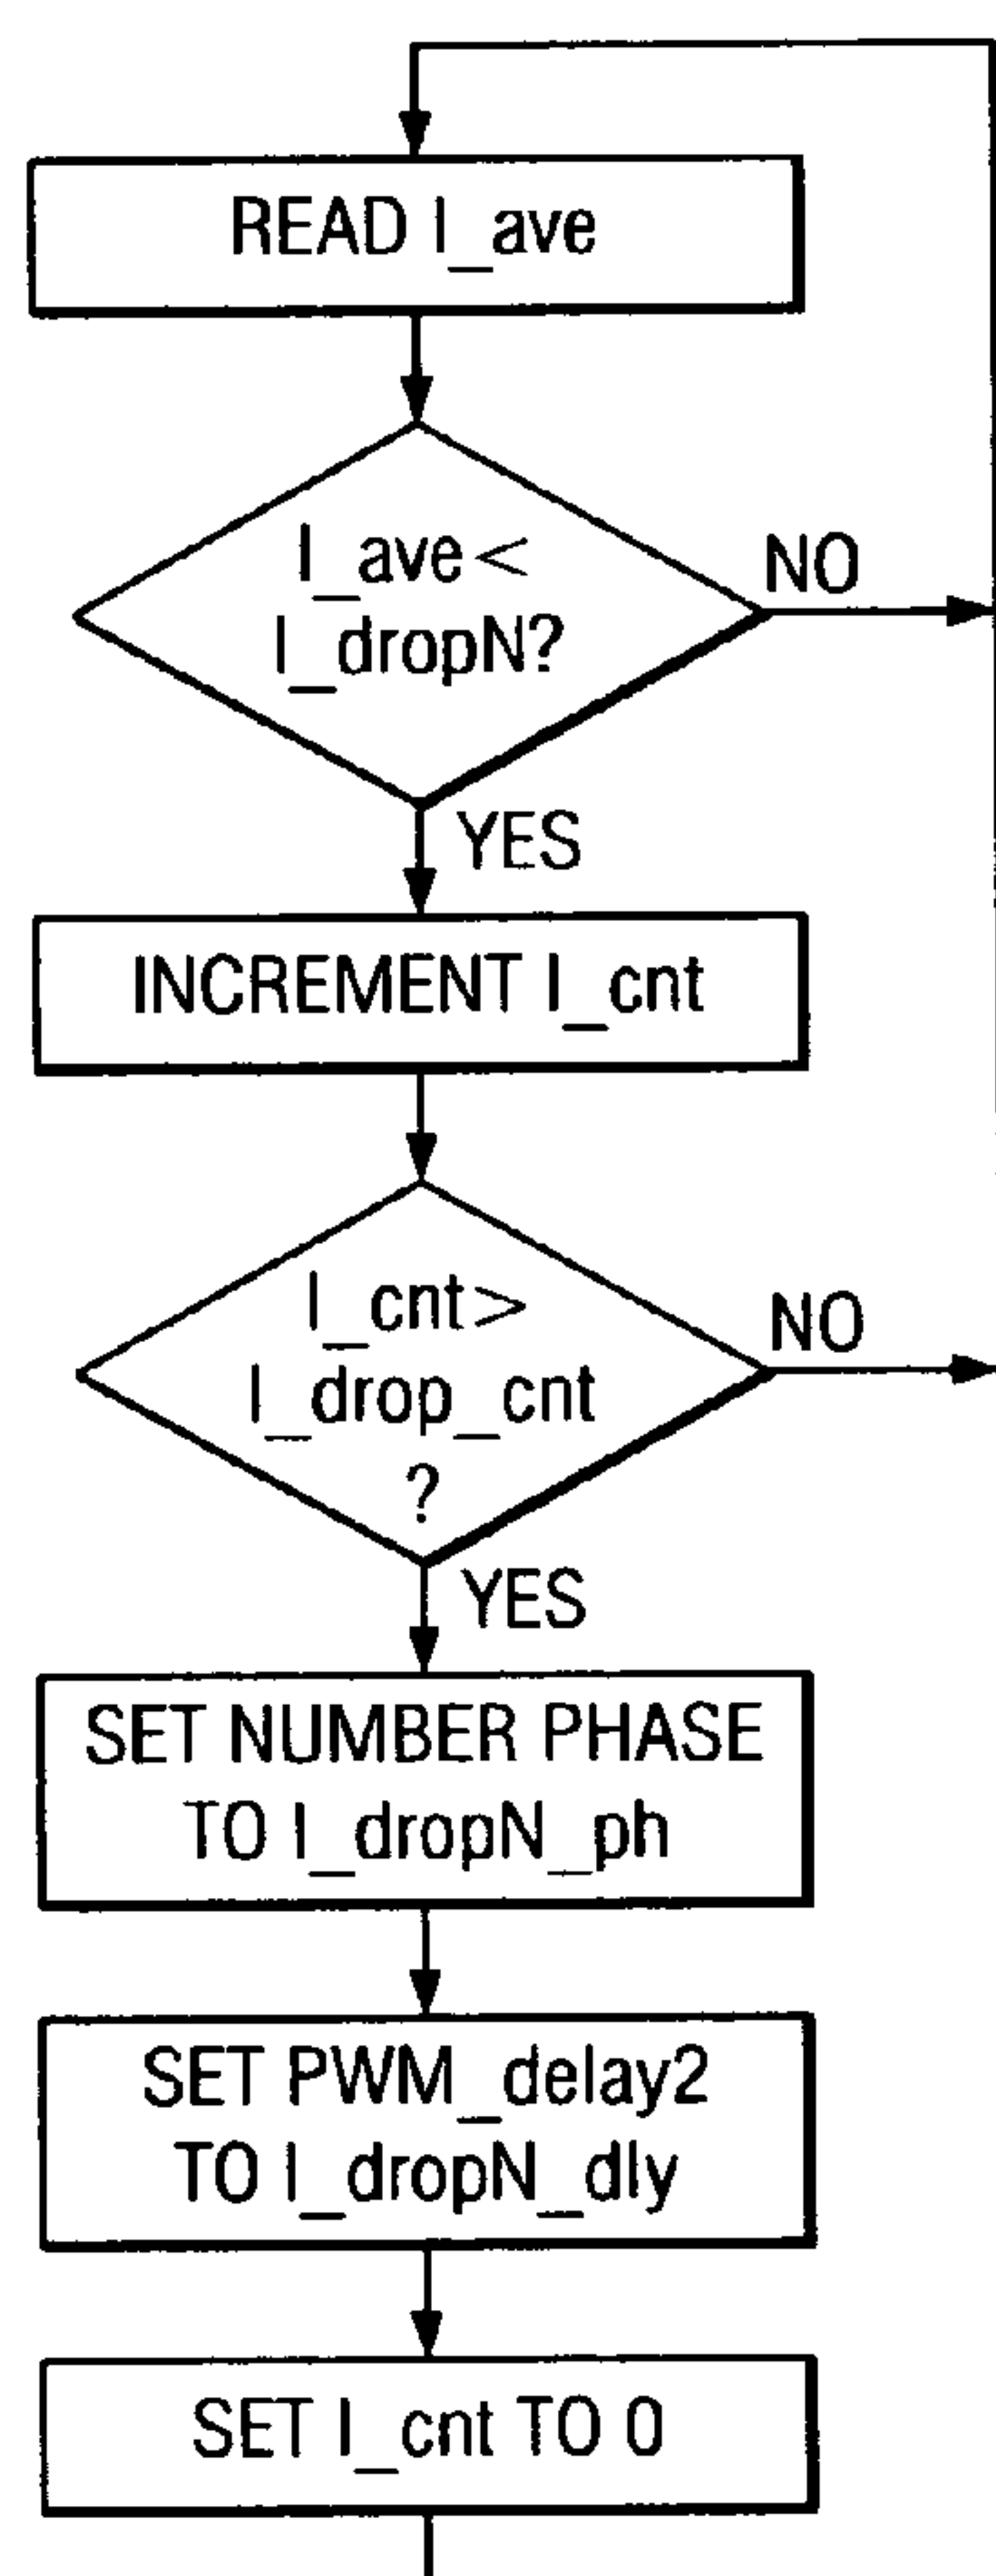 READ I_ave
I_ave<
I_dropN?
NO
YES
INCREMENT I_cnt
I_cnt>
I_drop_cnt
?
NO
YES
SET NUMBER PHASE
TO I_dropN_ph
SET PWM_delay2
TO I_dropN_dly
SET I_cnt TO 0